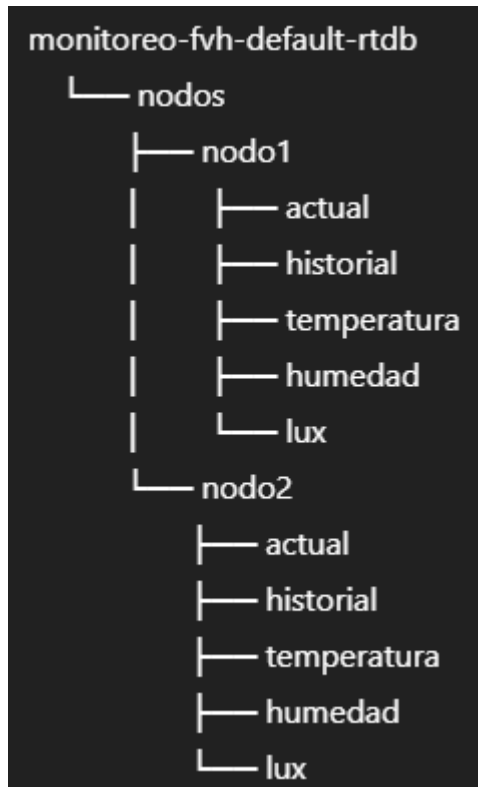 monitoreo-fvh-default-rtdb
└── nodos
├── nodo1
│ ├── actual
│ ├── historial
│ ├── temperatura
│ ├── humedad
│ └── lux
└── nodo2
├── actual
├── historial
├── temperatura
├── humedad
└── lux